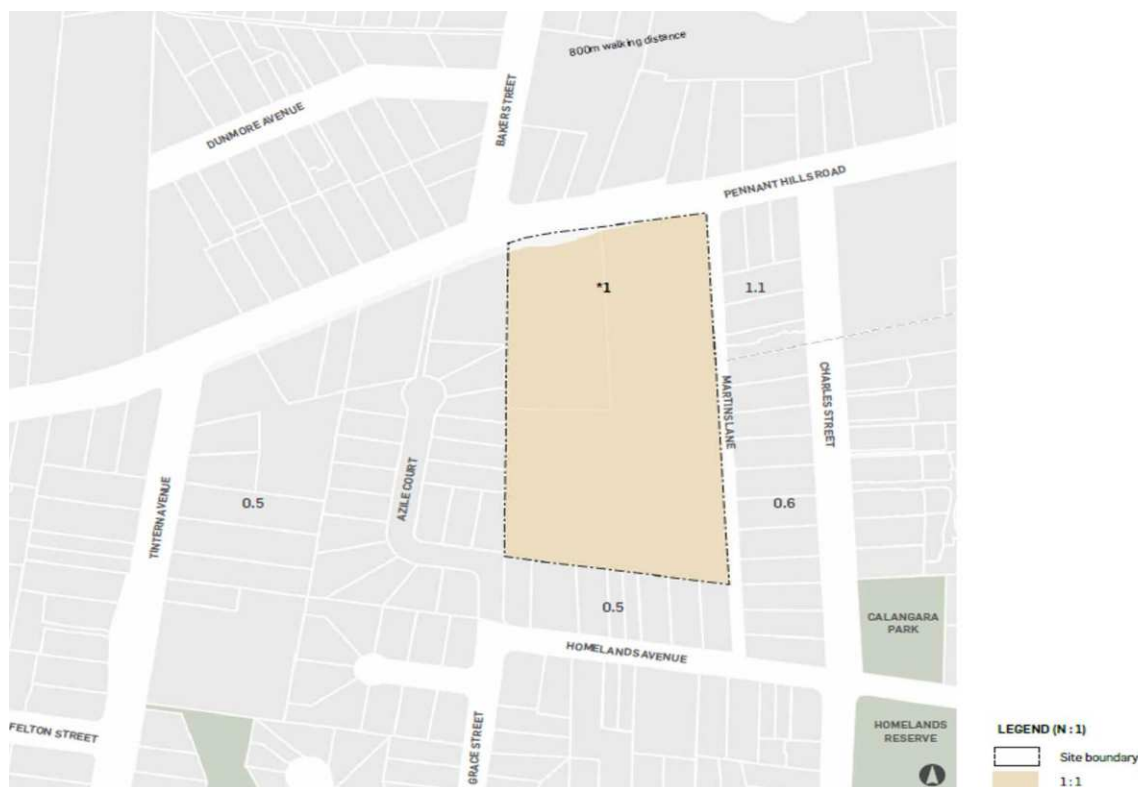 800m walking distance
BAKER STREET
DUNMORE AVENUE
PENNANT HILLS ROAD
*1
1.1
MARTINS LANE
CHARLES STREET
AZILE COURT
0.5
0.6
TINTERN AVENUE
0.5
CALANGARA
PARK
HOMELANDS AVENUE
FELTON STREET
GRACE STREET
HOMELANDS
RESERVE
LEGEND (N : 1)
Site boundary
1 : 1